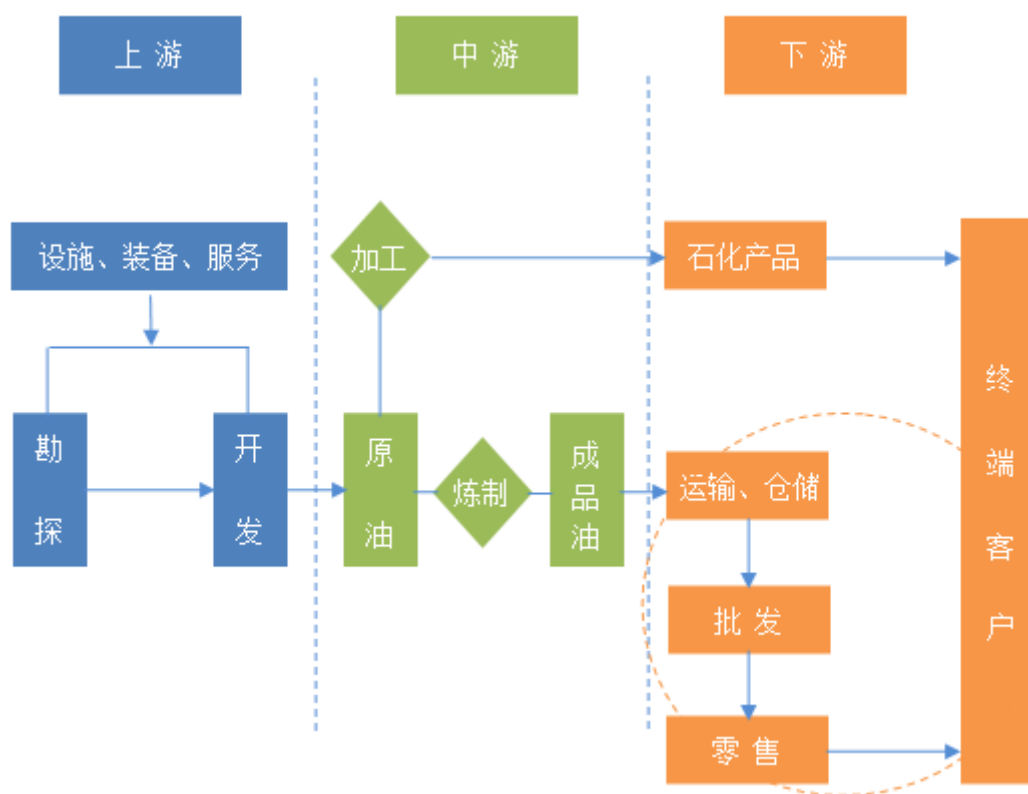 上游
中游
下游
设施、装备、服务
加工
石化产品
勘探
开发
原油
炼制
成品油
运输、仓储
批发
零售
终端客户